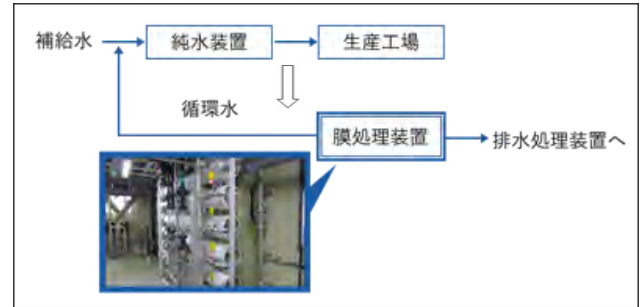 補給水
純水装置
生産工場
循環水
膜処理装置
排水処理装置へ